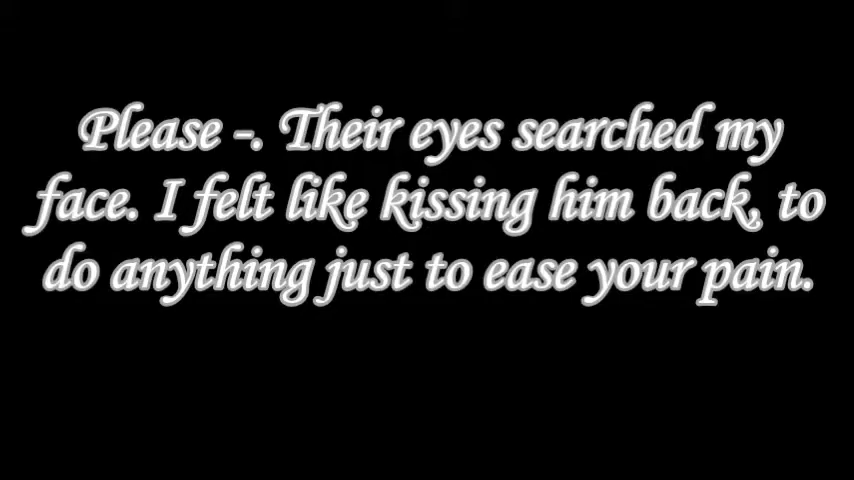 Please -. Their eyes searched my
face. I felt like kissing him back, to
do anything just to ease your pain.